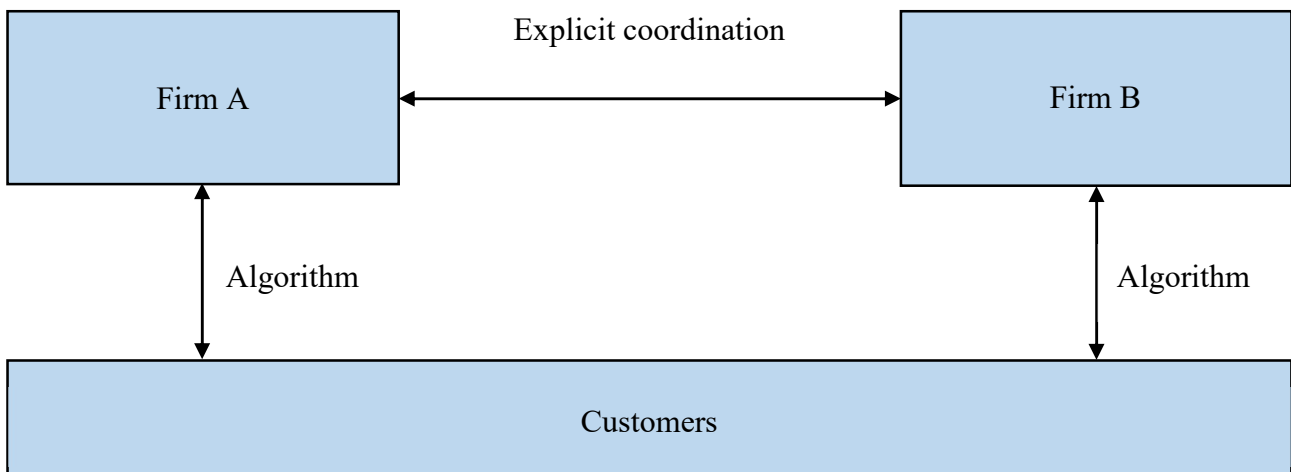 Explicit coordination
Firm A
Firm B
Algorithm
Algorithm
Customers